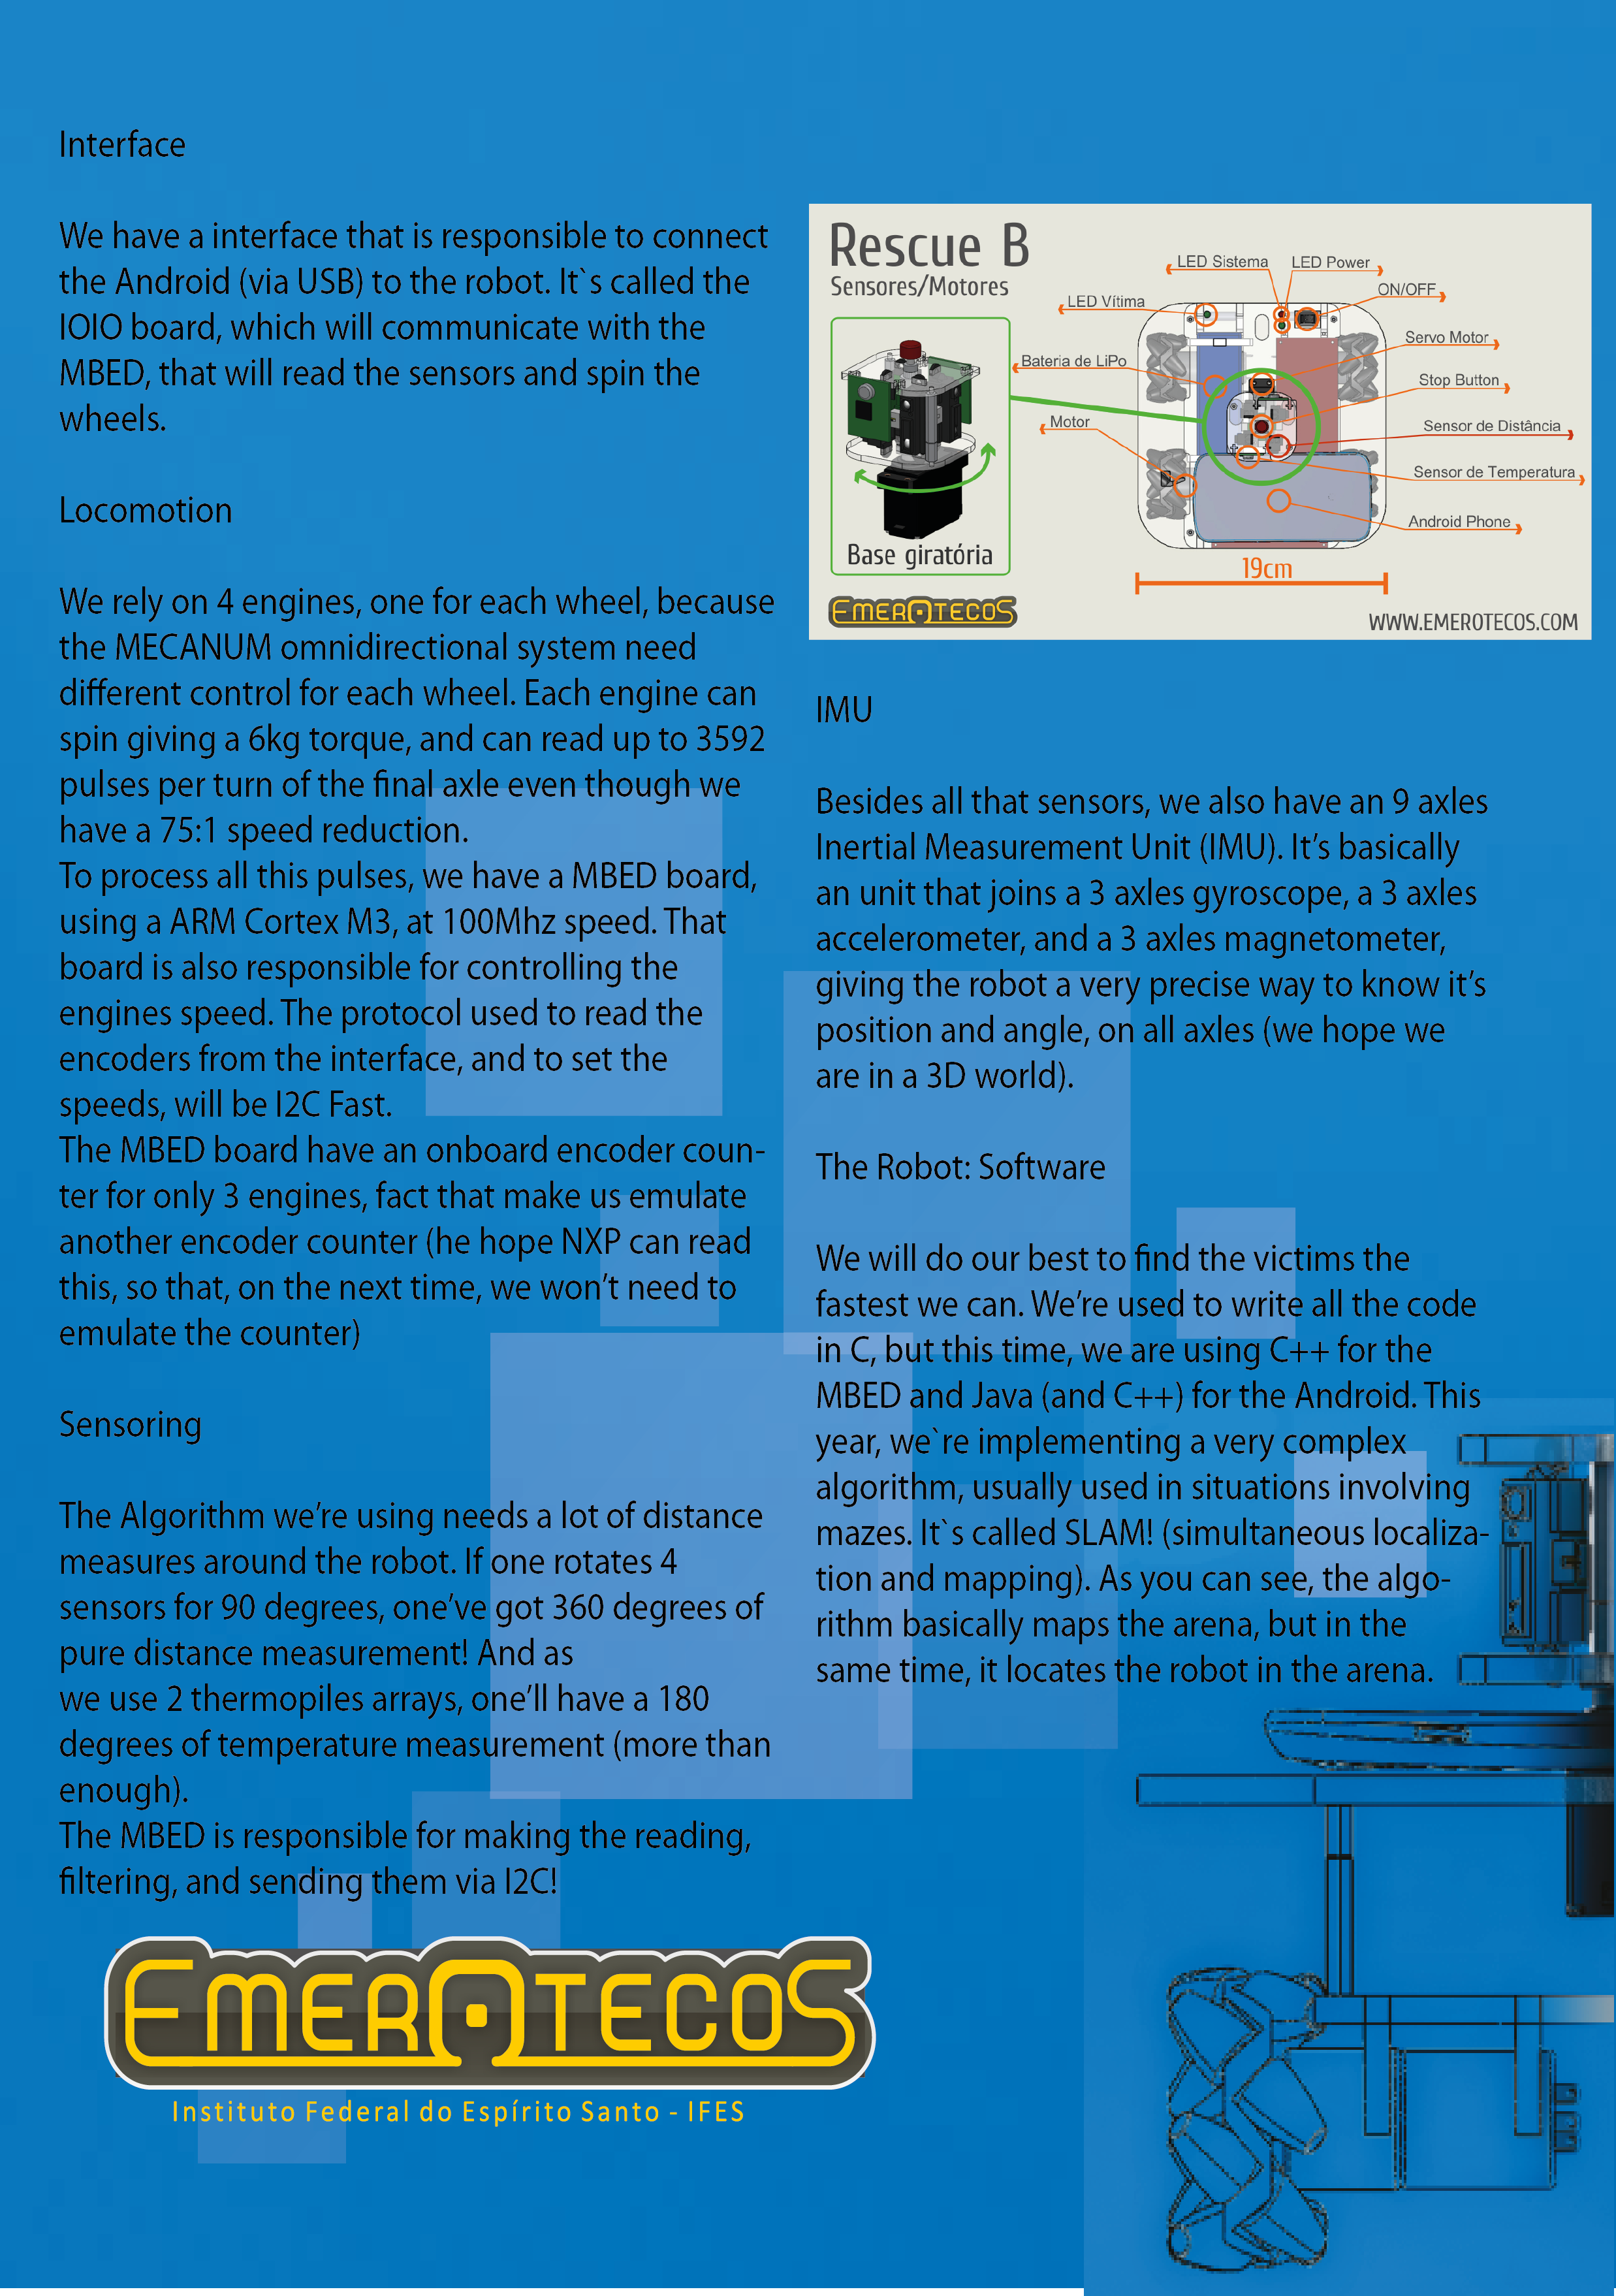 Interface
We have a interface that is responsible to connect
the Android (via USB) to the robot. It`s called the
IOIO board, which will communicate with the
MBED, that will read the sensors and spin the
wheels.
Locomotion
We rely on 4 engines, one for each wheel, because
the MECANUM omnidirectional system need
different control for each wheel. Each engine can
spin giving a 6kg torque, and can read up to 3592
pulses per turn of the final axle even though we
have a 75:1 speed reduction.
To process all this pulses, we have a MBED board,
using a ARM Cortex M3, at 100Mhz speed. That
board is also responsible for controlling the
engines speed. The protocol used to read the
encoders from the interface, and to set the
speeds, will be I2C Fast.
The MBED board have an onboard encoder coun-
ter for only 3 engines, fact that make us emulate
another encoder counter (he hope NXP can read
this, so that, on the next time, we won’t need to
emulate the counter)
Sensoring
The Algorithm we’re using needs a lot of distance
measures around the robot. If one rotates 4
sensors for 90 degrees, one’ve got 360 degrees of
pure distance measurement! And as
we use 2 thermopiles arrays, one’ll have a 180
degrees of temperature measurement (more than
enough).
The MBED is responsible for making the reading,
filtering, and sending them via I2C!
EMEROTECOS
Instituto Federal do Espírito Santo - IFES
Rescue B
Sensores/Motores
LED Sistema
LED Power
ON/OFF
LED Vítima
Servo Motor
Bateria de LiPo
Stop Button
Motor
Sensor de Distância
Sensor de Temperatura
Android Phone
Base giratória
19cm
EMEROTECOS
WWW.EMEROTECOS.COM
IMU
Besides all that sensors, we also have an 9 axles
Inertial Measurement Unit (IMU). It’s basically
an unit that joins a 3 axles gyroscope, a 3 axles
accelerometer, and a 3 axles magnetometer,
giving the robot a very precise way to know it’s
position and angle, on all axles (we hope we
are in a 3D world).
The Robot: Software
We will do our best to find the victims the
fastest we can. We’re used to write all the code
in C, but this time, we are using C++ for the
MBED and Java (and C++) for the Android. This
year, we`re implementing a very complex
algorithm, usually used in situations involving
mazes. It`s called SLAM! (simultaneous localiza-
tion and mapping). As you can see, the algo-
rithm basically maps the arena, but in the
same time, it locates the robot in the arena.